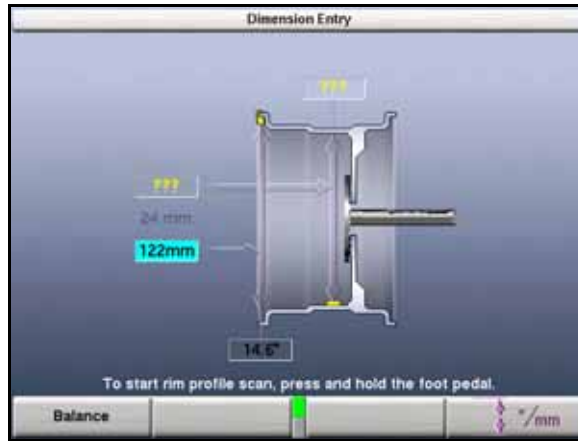 Dimension Entry
???
???
24 mm
122mm
14.6"
To start rim profile scan, press and hold the foot pedal.
Balance
"/mm